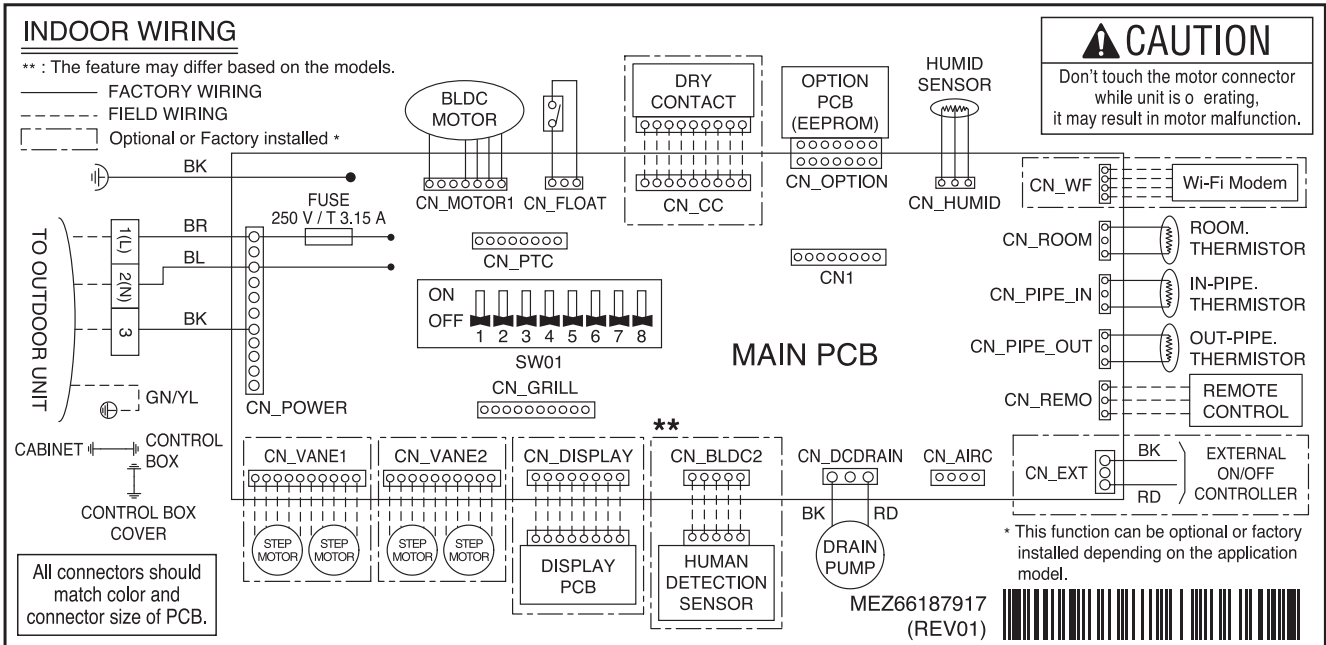 INDOOR WIRING
** : The feature may differ based on the models.
FACTORY WIRING
FIELD WIRING
Optional or Factory installed *
CAUTION
Don't touch the motor connector
while unit is o erating,
it may result in motor malfunction.
BLDC
MOTOR
DRY
CONTACT
OPTION
PCB
(EEPROM)
HUMID
SENSOR
CN_MOTOR1
CN_FLOAT
CN_CC
CN_OPTION
CN_HUMID
CN_WF
Wi-Fi Modem
BK
FUSE
250 V / T 3.15 A
TO OUTDOOR UNIT
1(L)
2(N)
3
BR
BL
BK
GN/YL
CN_POWER
CN_PTC
CN1
ON
OFF
1 2 3 4 5 6 7 8
SW01
CN_GRILL
MAIN PCB
CN_ROOM
ROOM.
THERMISTOR
CN_PIPE_IN
IN-PIPE.
THERMISTOR
CN_PIPE_OUT
OUT-PIPE.
THERMISTOR
CN_REMO
REMOTE
CONTROL
CABINET
CONTROL
BOX
CONTROL BOX
COVER
CN_VANE1
STEP
MOTOR
STEP
MOTOR
CN_VANE2
STEP
MOTOR
STEP
MOTOR
CN_DISPLAY
DISPLAY
PCB
**
CN_BLDC2
HUMAN
DETECTION
SENSOR
CN_DCDRAIN
BK
RD
DRAIN
PUMP
CN_AIRC
CN_EXT
BK
RD
EXTERNAL
ON/OFF
CONTROLLER
* This function can be optional or factory
installed depending on the application
model.
All connectors should
match color and
connector size of PCB.
MEZ66187917
(REV01)